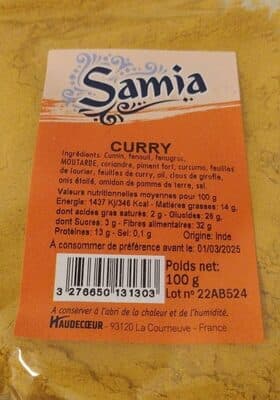 Samia
CURRY
Ingrédients: Cumin, fenouil, fenugrec,
MOUTARDE, coriandre, piment fort, curcuma, feuilles
de laurier, feuilles de curry, ail, clous de girofle,
anis étoilé, amidon de pomme de terre, sel.
Valeurs nutritionnelles moyennes pour 100 g
Energie: 1437 Kj/346 Kcal - Matières grasses: 14 g,
dont acides gras saturés: 2 g - Glucides: 26 g,
dont Sucres: 3 g - Fibres alimentaires: 32 g
Protéines: 13 g - Sel: 0,1 g Origine: Inde
À consommer de préférence avant le: 01/03/2025
Poids net:
100 g
Lot n° 22AB524
3 276650 131303
A conserver à l'abri de la chaleur et de l'humidité.
HAUDECŒUR - 93120 La Courneuve - France